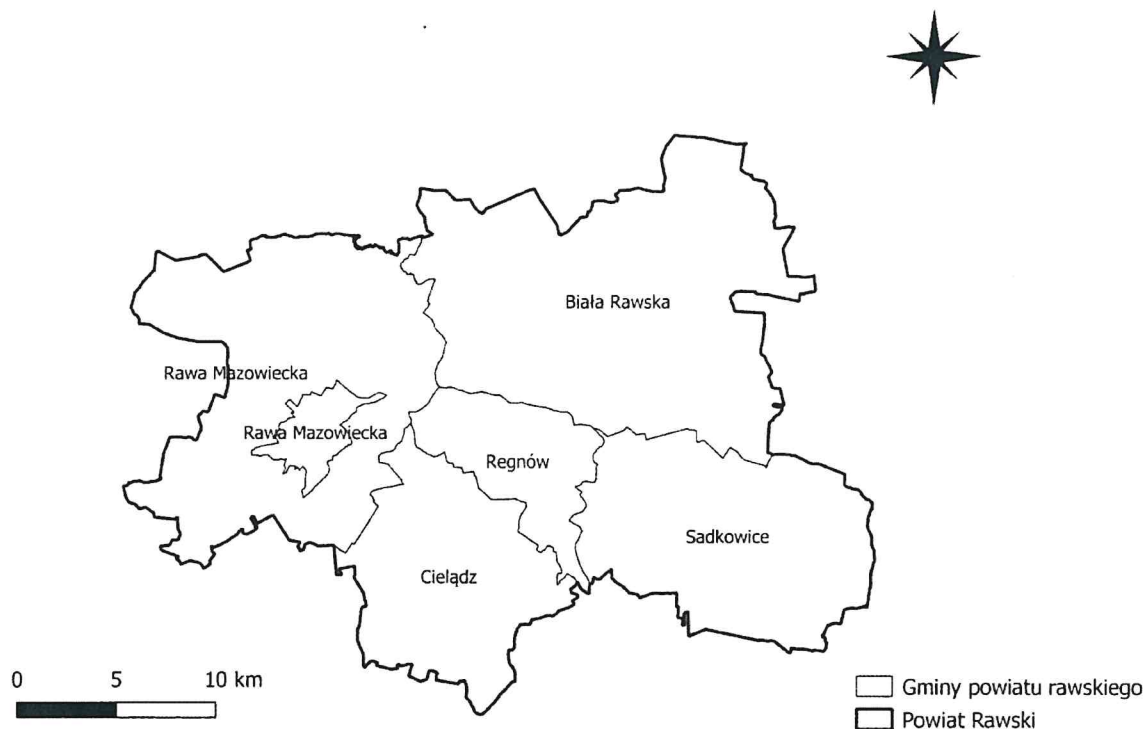 Biała Rawska
Rawa Mazowiecka
Rawa Mazowiecka
Regnów
Sadkowice
Cielądz
0 5 10 km
Gminy powiatu rawskiego
Powiat Rawski